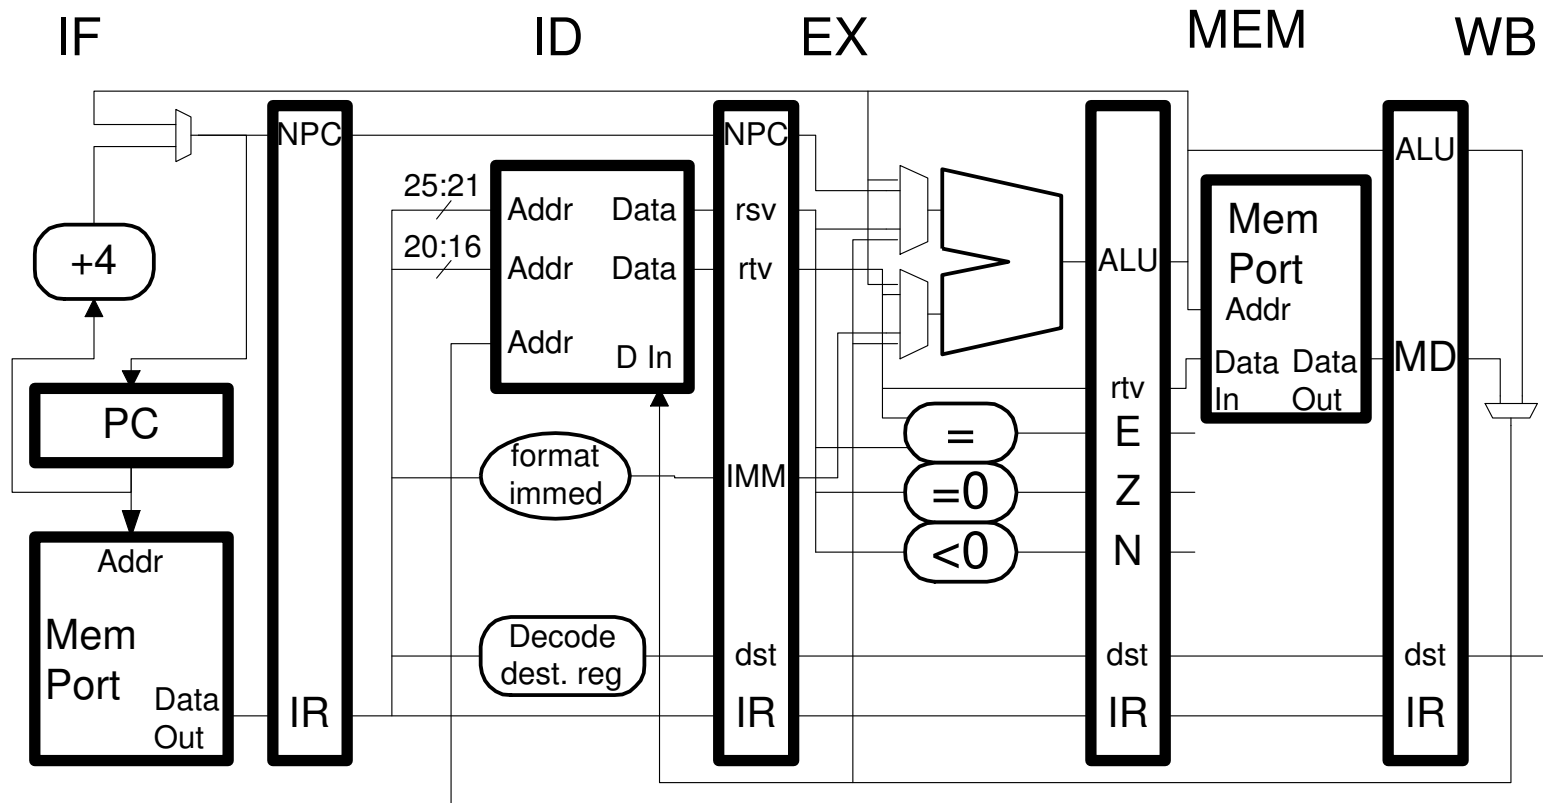 IF
ID
EX
MEM
WB
NPC
NPC
ALU
25:21
Addr
Data
rsv
20:16
Addr
Data
rtv
Addr
D In
+4
PC
Addr
Mem
Port
Data
Out
format
immed
IMM
Decode
dest. reg
dst
IR
IR
ALU
rtv
=
E
=0
Z
<0
N
dst
IR
Mem
Port
Addr
Data
In
Data
Out
MD
dst
IR